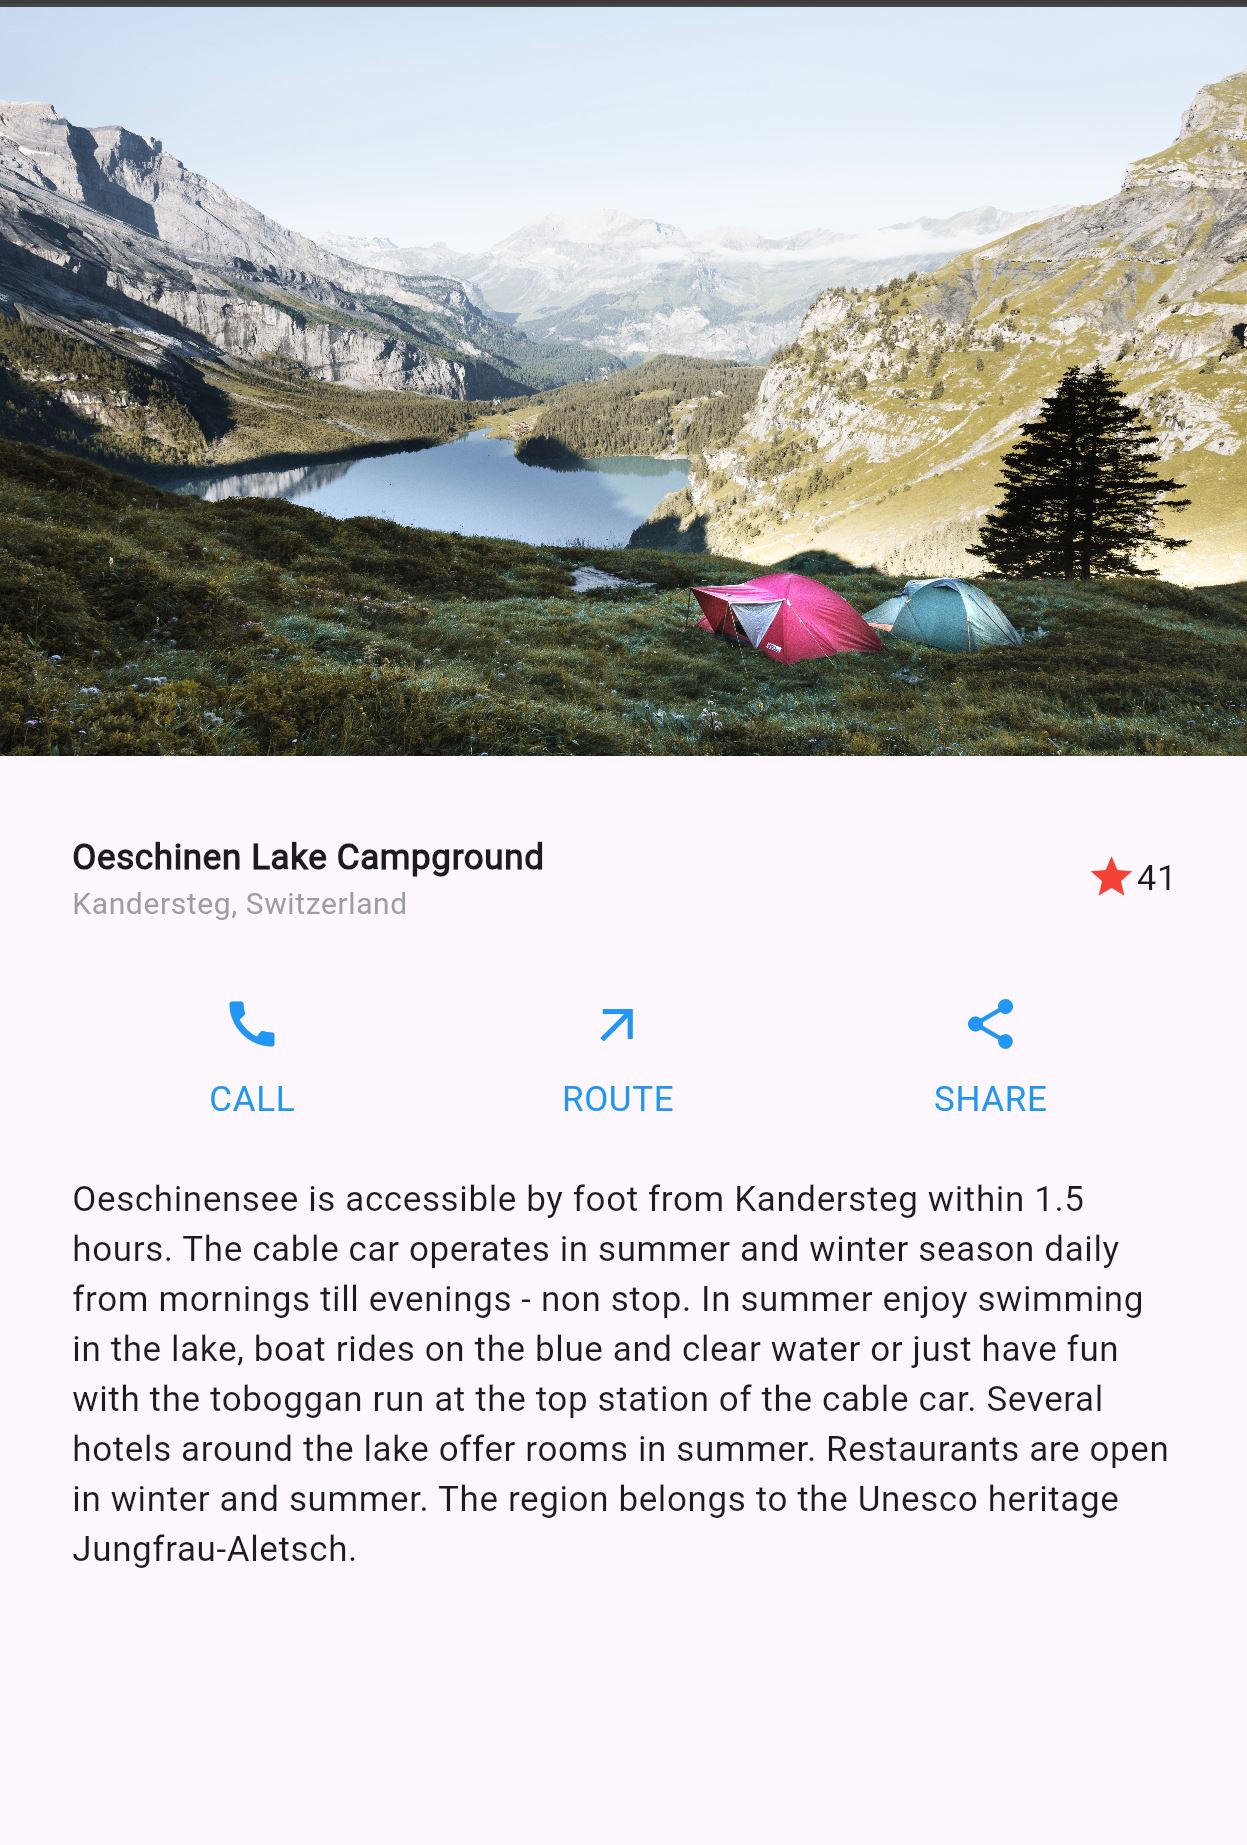 Oeschinen Lake Campground
Kandersteg, Switzerland
41
CALL
ROUTE
SHARE
Oeschinensee is accessible by foot from Kandersteg within 1.5
hours. The cable car operates in summer and winter season daily
from mornings till evenings - non stop. In summer enjoy swimming
in the lake, boat rides on the blue and clear water or just have fun
with the toboggan run at the top station of the cable car. Several
hotels around the lake offer rooms in summer. Restaurants are open
in winter and summer. The region belongs to the Unesco heritage
Jungfrau-Aletsch.